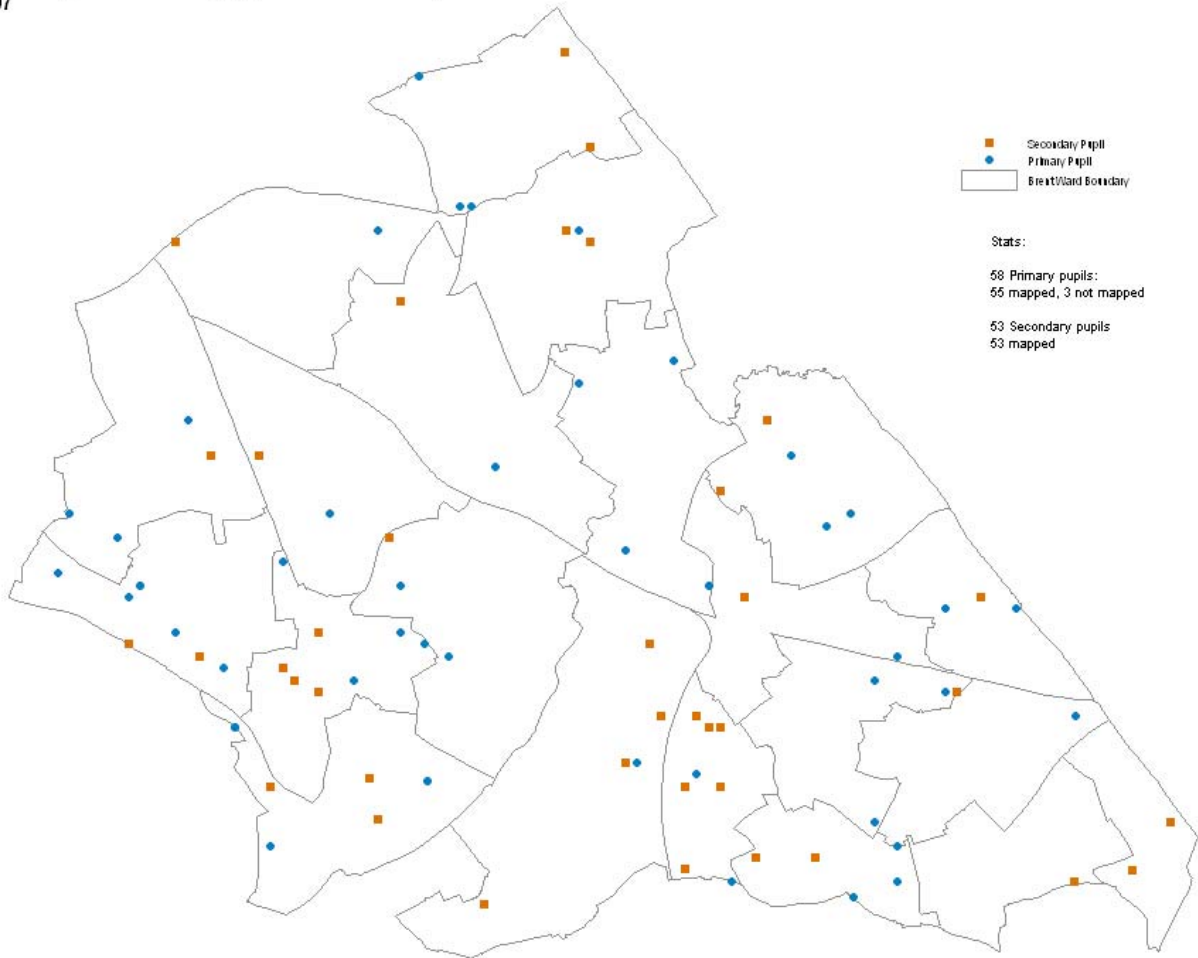 Secondary Pupil
Primary Pupil
Brent Ward Boundary
Stats:
58 Primary pupils:
55 mapped, 3 not mapped
53 Secondary pupils
53 mapped